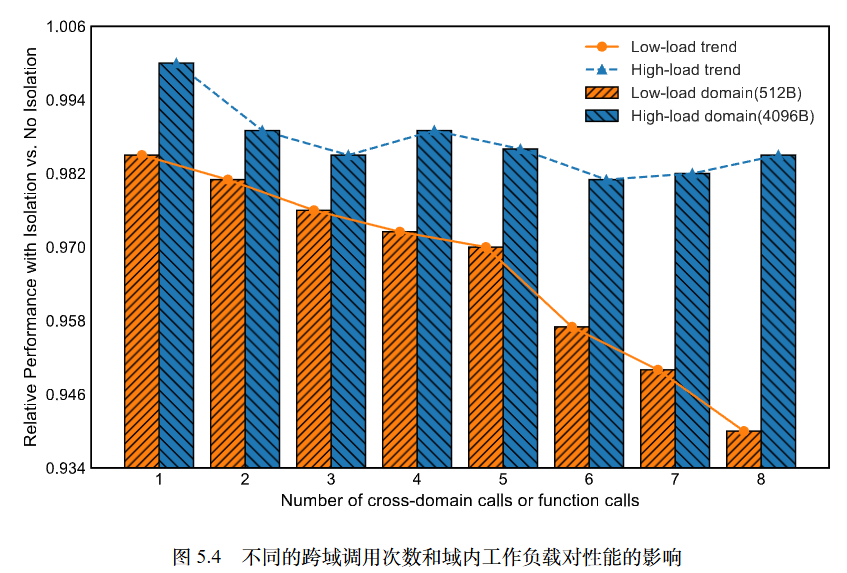 1.006
0.994
0.982
0.970
0.958
0.946
0.934
Relative Performance with Isolation vs. No Isolation
Low-load trend
High-load trend
Low-load domain(512B)
High-load domain(4096B)
1 2 3 4 5 6 7 8
Number of cross-domain calls or function calls
图 5.4 不同的跨域调用次数和域内工作负载对性能的影响